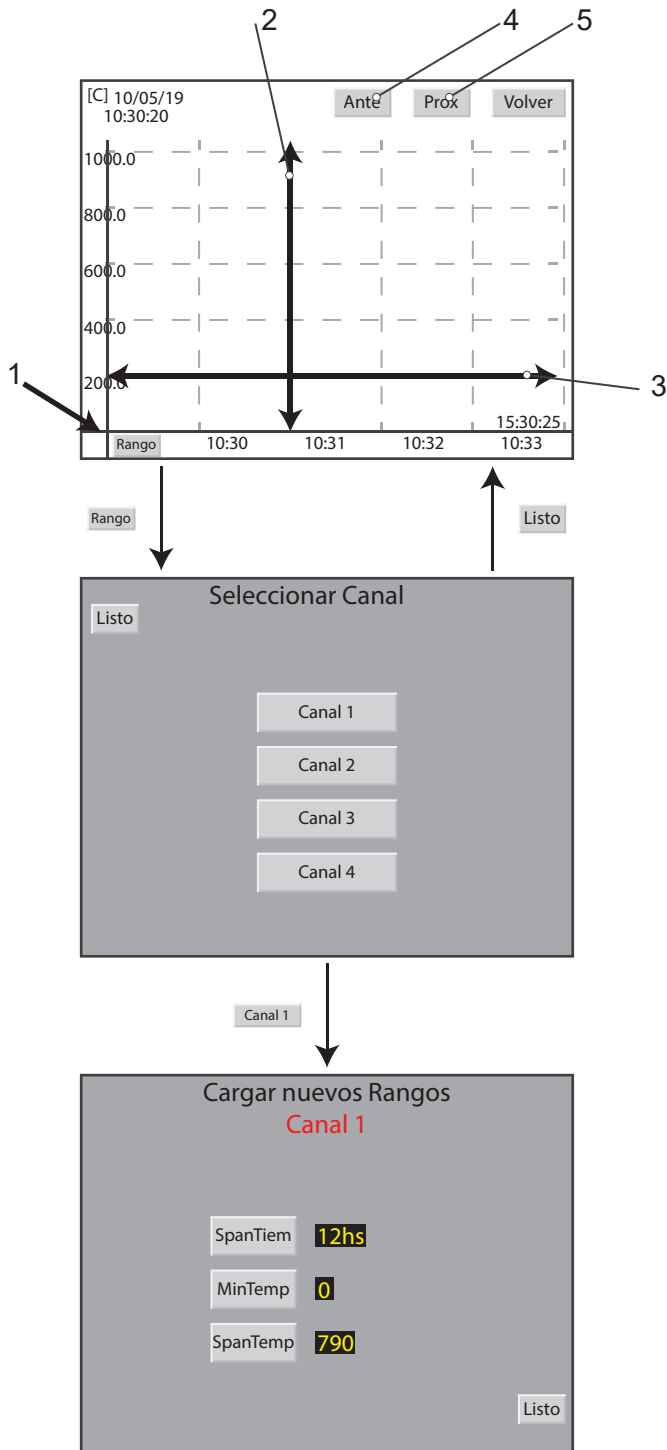 2 4 5
[C] 10/05/19 Ante Prox Volver
10:30:20
1000.0
800.0
600.0
400.0
1 200.0 3
15:30:25
Rango 10:30 10:31 10:32 10:33
Rango Listo
Seleccionar Canal
Listo
Canal 1
Canal 2
Canal 3
Canal 4
Canal 1
Cargar nuevos Rangos
Canal 1
SpanTiem 12hs
MinTemp 0
SpanTemp 790
Listo